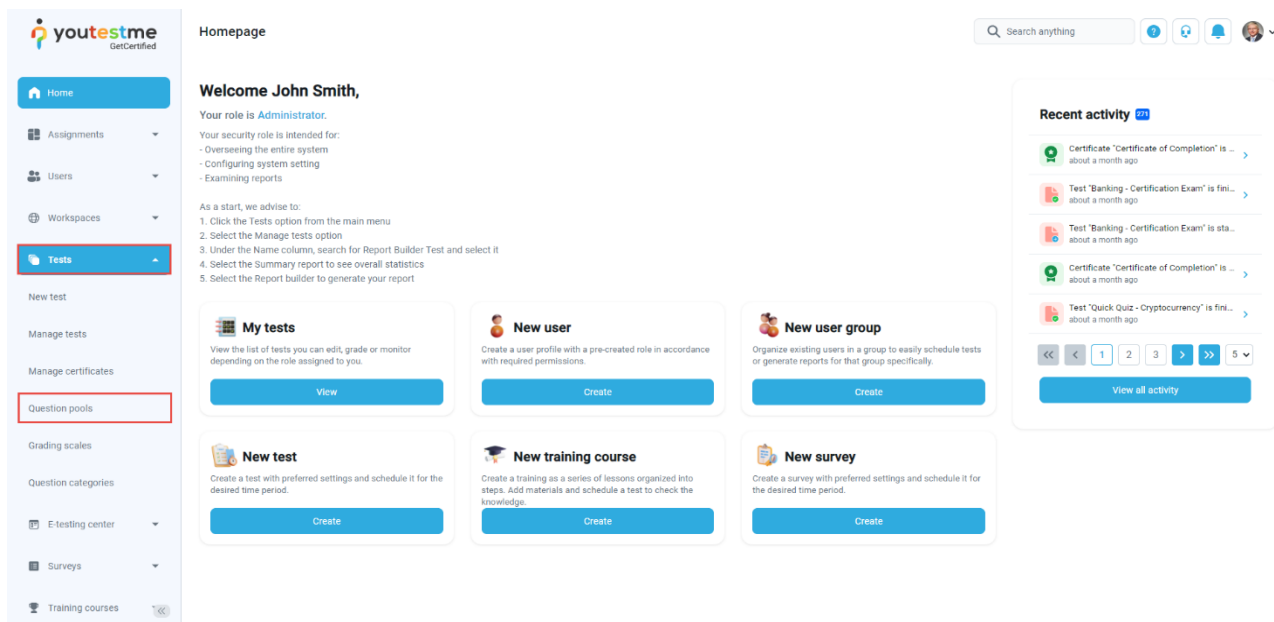 youtestme
GetCertified
Homepage
Search anything
Home
Assignments
Users
Workspaces
Tests
New test
Manage tests
Manage certificates
Question pools
Grading scales
Question categories
E-testing center
Surveys
Training courses
Welcome John Smith,
Your role is Administrator.
Your security role is intended for:
- Overseeing the entire system
- Configuring system setting
- Examining reports
As a start, we advise to:
1. Click the Tests option from the main menu
2. Select the Manage tests option
3. Under the Name column, search for Report Builder Test and select it
4. Select the Summary report to see overall statistics
5. Select the Report builder to generate your report
My tests
View the list of tests you can edit, grade or monitor
depending on the role assigned to you.
View
New user
Create a user profile with a pre-created role in accordance
with required permissions.
Create
New user group
Organize existing users in a group to easily schedule tests
or generate reports for that group specifically.
Create
New test
Create a test with preferred settings and schedule it for the
desired time period.
Create
New training course
Create a training as a series of lessons organized into
steps. Add materials and schedule a test to check the
knowledge.
Create
New survey
Create a survey with preferred settings and schedule it for
the desired time period.
Create
Recent activity 271
Certificate "Certificate of Completion" is ...
about a month ago
Test "Banking - Certification Exam" is fini...
about a month ago
Test "Banking - Certification Exam" is sta...
about a month ago
Certificate "Certificate of Completion" is ...
about a month ago
Test "Quick Quiz - Cryptocurrency" is fini...
about a month ago
1 2 3 5
View all activity